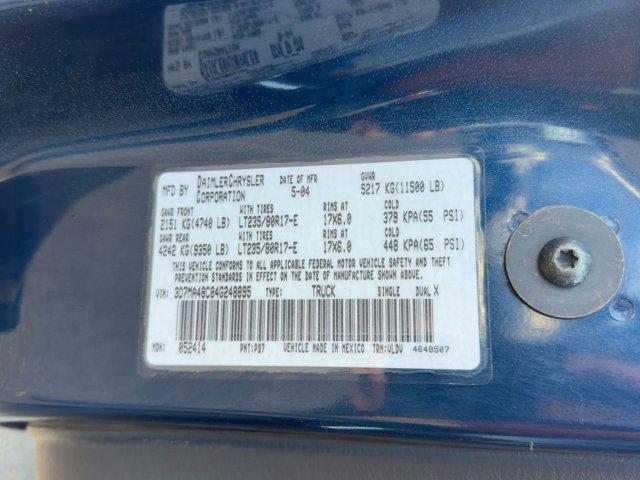 MFD BY DAIMLERCHRYSLER CORPORATION DATE OF MFR 5-04 GVWR 5217 KG(11500 LB)
GAWR FRONT WITH TIRES RIMS AT COLD
2151 KG(4740 LB) LT235/80R17-E 17X6.0 379 KPA(55 PSI)
GAWR REAR WITH TIRES RIMS AT COLD
4242 KG(9350 LB) LT235/80R17-E 17X6.0 448 KPA(65 PSI)
THIS VEHICLE CONFORMS TO ALL APPLICABLE FEDERAL MOTOR VEHICLE SAFETY, BUMPER, AND THEFT
PREVENTION STANDARDS IN EFFECT ON THE DATE OF MANUFACTURE SHOWN ABOVE.
VIN: 3D7MA48C84G248895 TYPE: TRUCK SINGLE DUAL X
MDH: 052414 PNT:PB7 VEHICLE MADE IN MEXICO TRM:VLDV 4648507